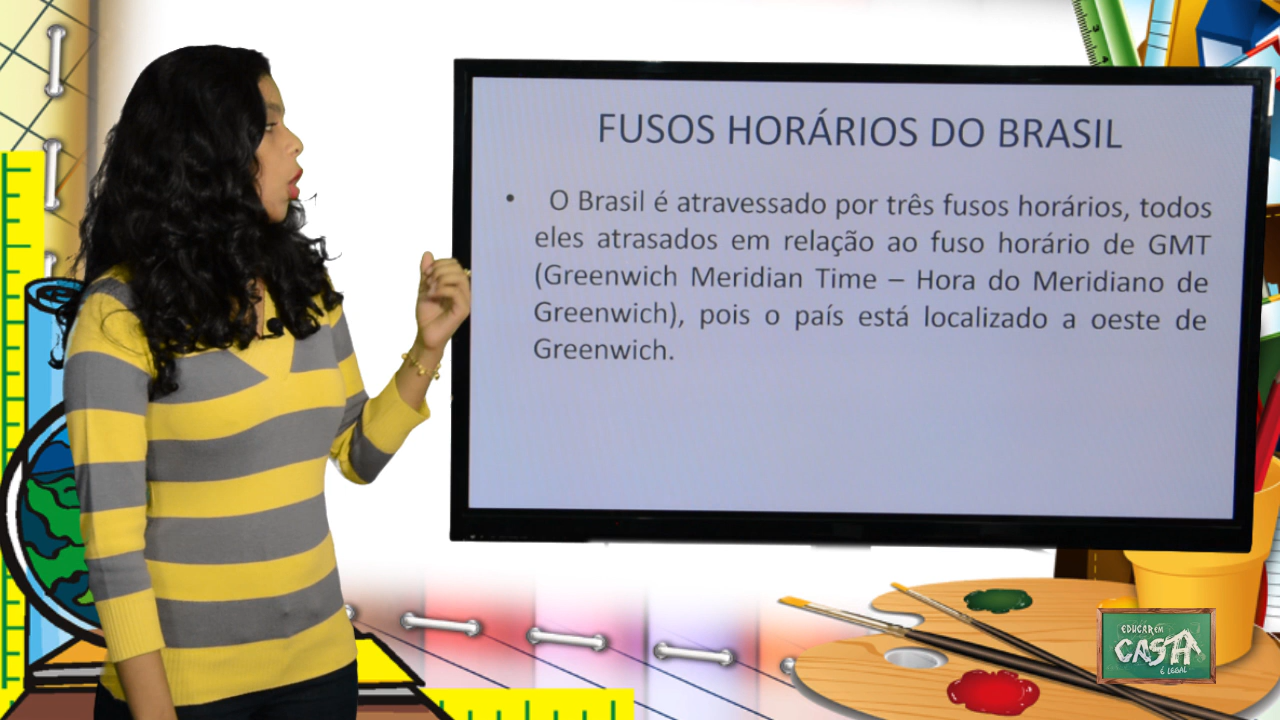 FUSOS HORÁRIOS DO BRASIL
• O Brasil é atravessado por três fusos horários, todos
eles atrasados em relação ao fuso horário de GMT
(Greenwich Meridian Time – Hora do Meridiano de
Greenwich), pois o país está localizado a oeste de
Greenwich.
EDUCAR EM
CASA
É LEGAL